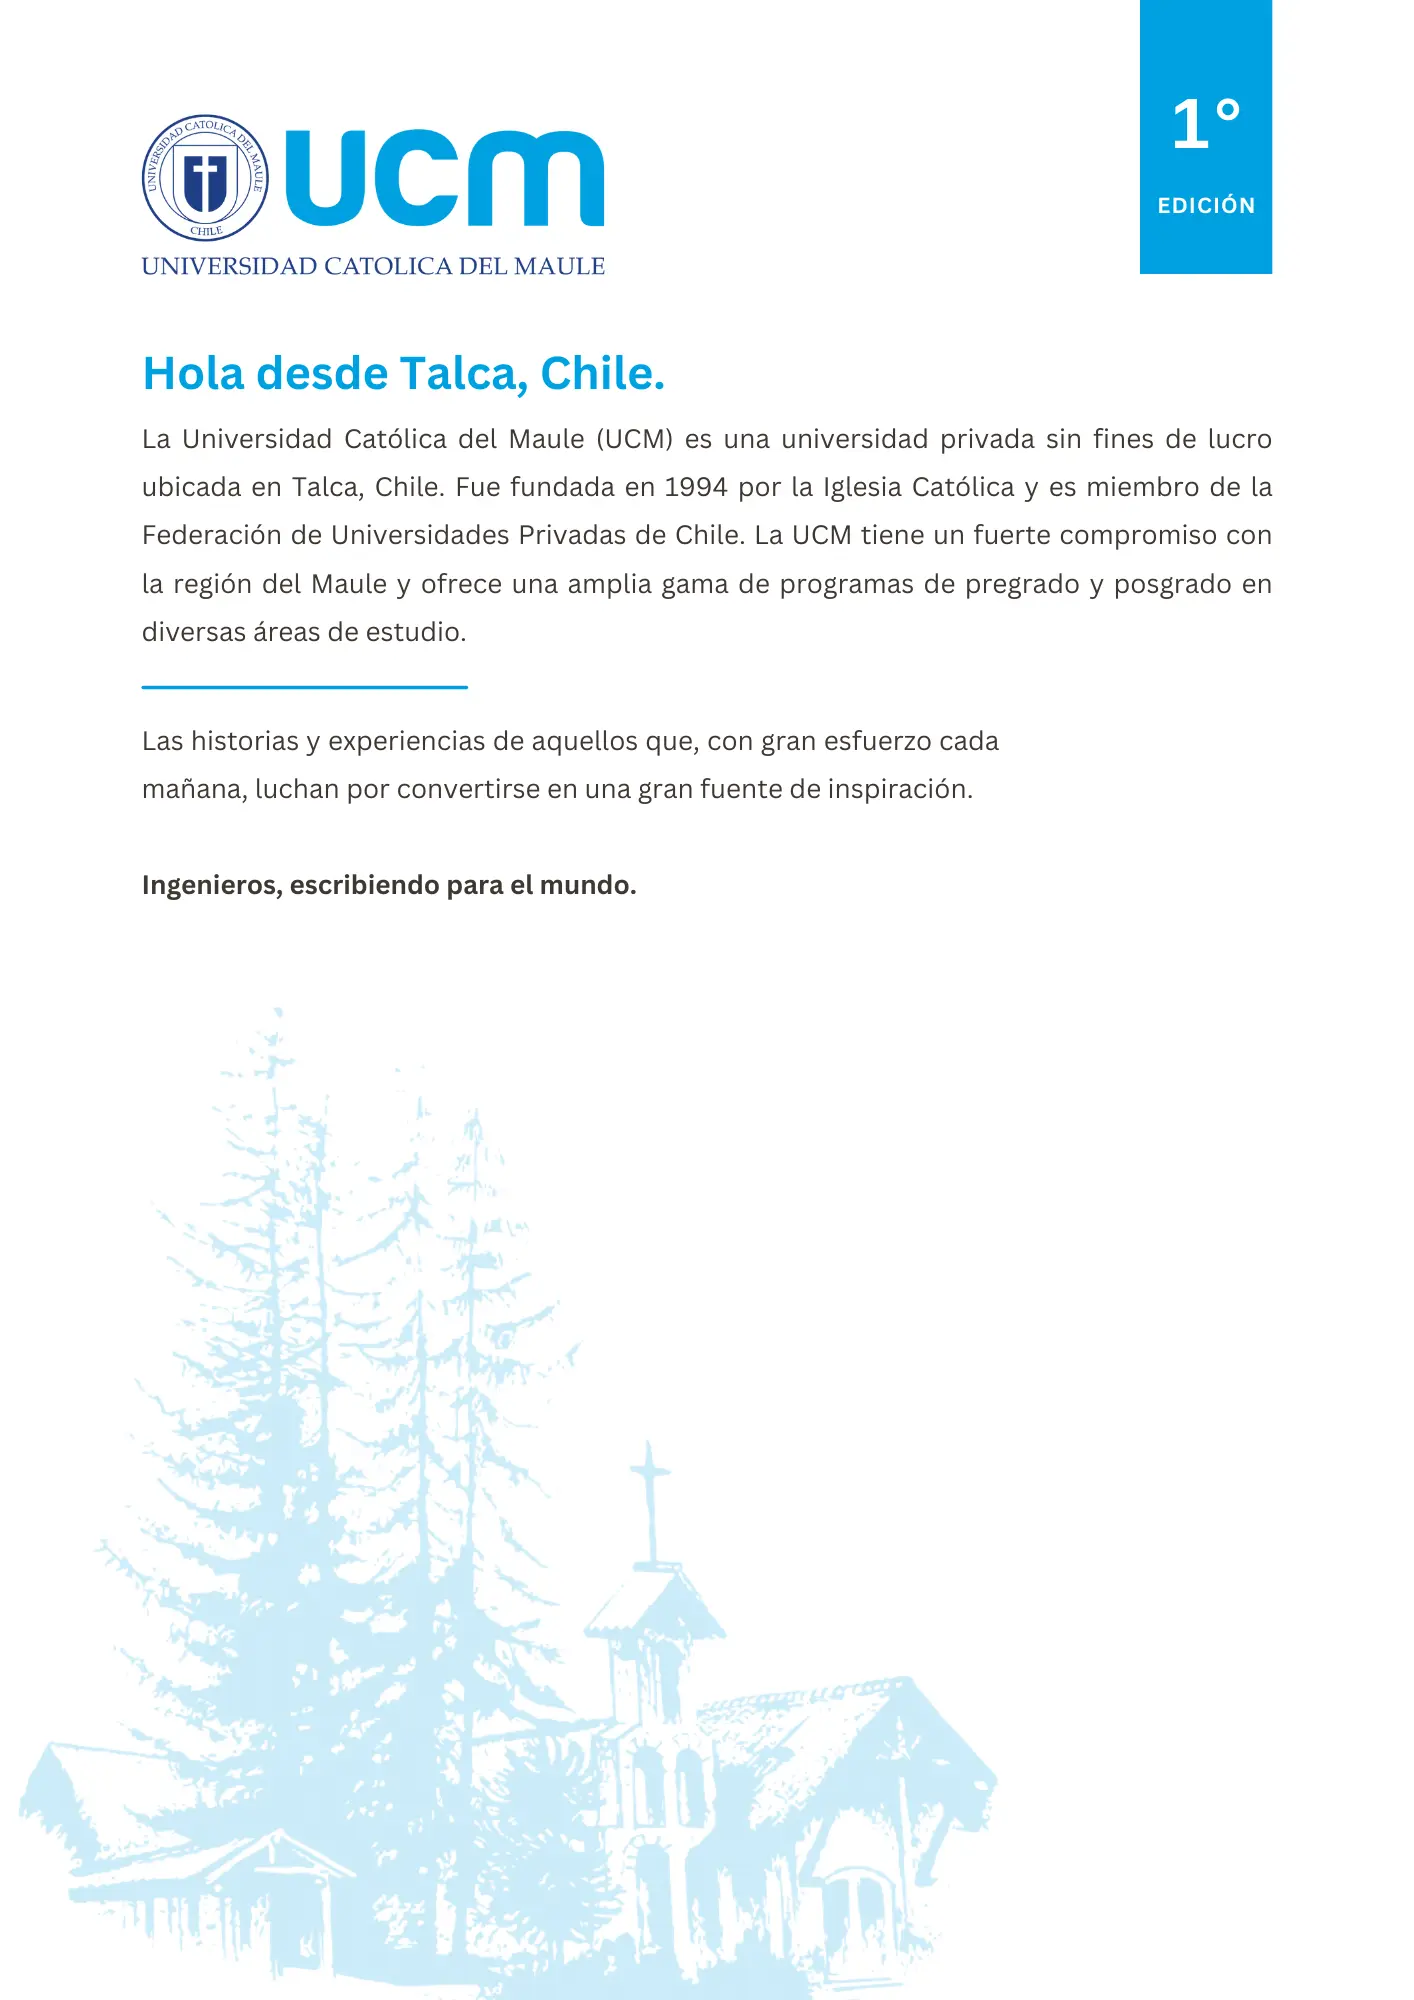 UNIVERSIDAD CATOLICA DEL MAULE
CHILE
ucm
UNIVERSIDAD CATOLICA DEL MAULE
1°
EDICIÓN
Hola desde Talca, Chile.
La Universidad Católica del Maule (UCM) es una universidad privada sin fines de lucro
ubicada en Talca, Chile. Fue fundada en 1994 por la Iglesia Católica y es miembro de la
Federación de Universidades Privadas de Chile. La UCM tiene un fuerte compromiso con
la región del Maule y ofrece una amplia gama de programas de pregrado y posgrado en
diversas áreas de estudio.
Las historias y experiencias de aquellos que, con gran esfuerzo cada
mañana, luchan por convertirse en una gran fuente de inspiración.
Ingenieros, escribiendo para el mundo.